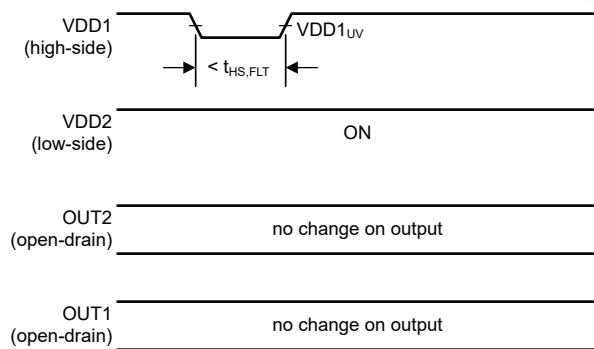 VDD1
(high-side)
VDD1UV
< tHS,FLT
VDD2
(low-side)
ON
OUT2
(open-drain)
no change on output
OUT1
(open-drain)
no change on output